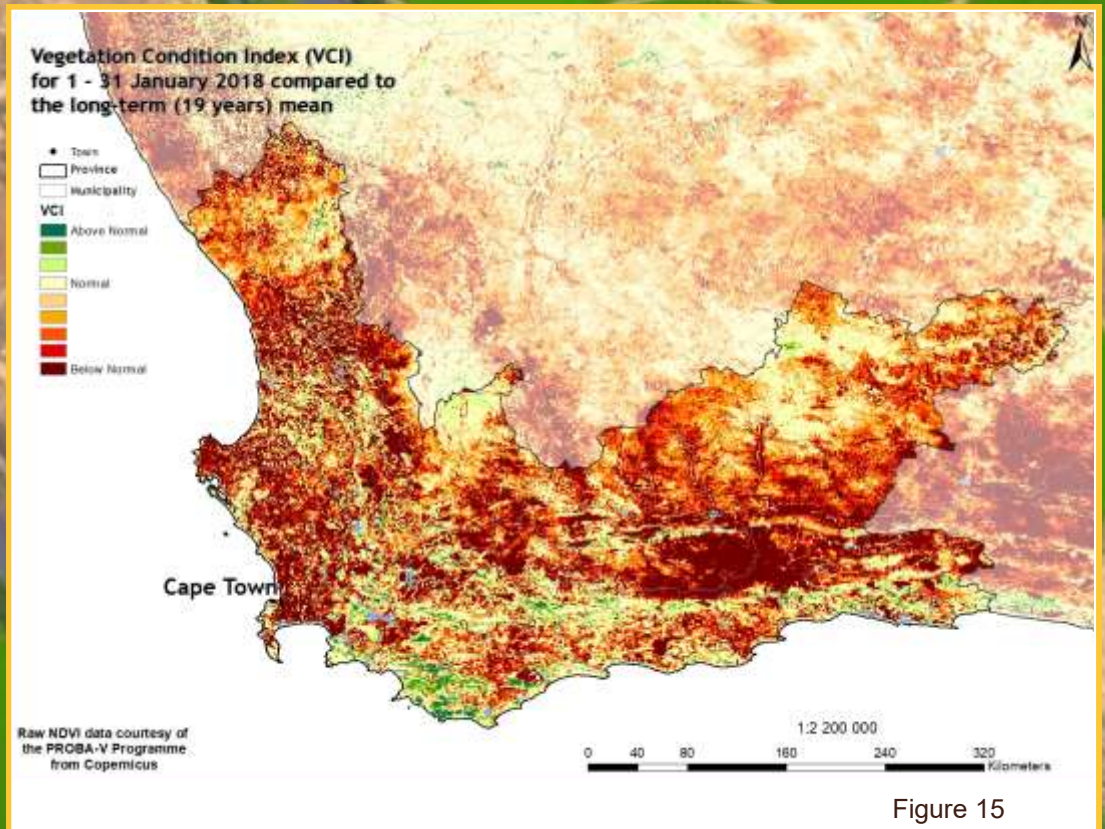 Vegetation Condition Index (VCI)
for 1 - 31 January 2018 compared to
the long-term (19 years) mean
N
Town
Province
Municipality
VCI
Above Normal
Normal
Below Normal
Cape Town
Raw NDVI data courtesy of
the PROBA-V Programme
from Copernicus
1:2 200 000
0 40 80 160 240 320
Kilometers
Figure 15